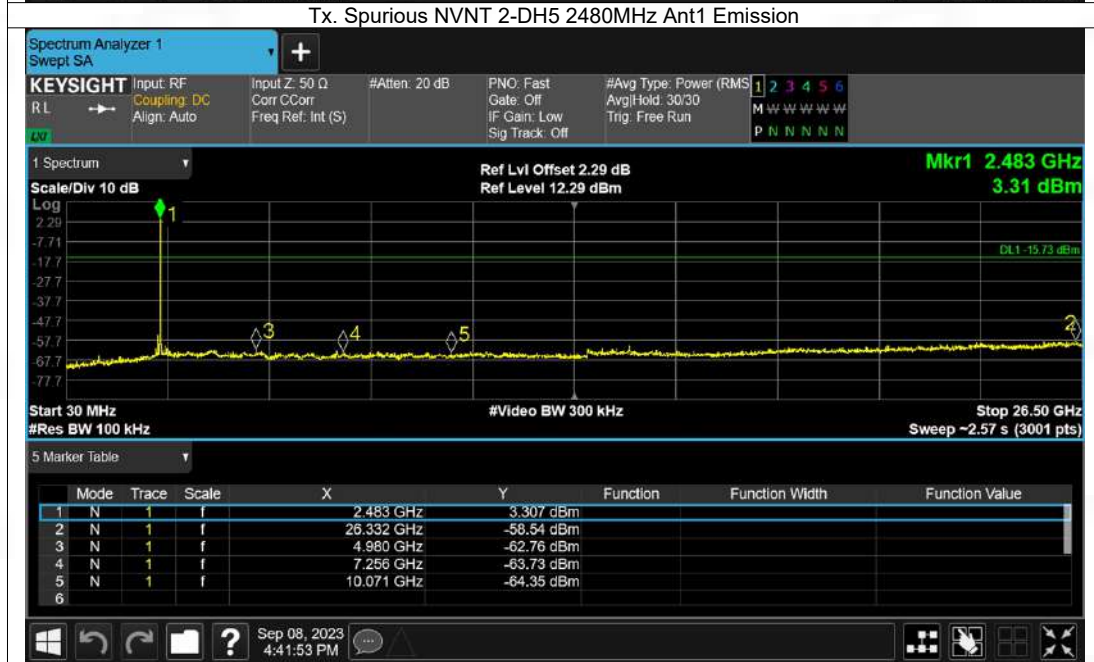 Tx. Spurious NVNT 2-DH5 2480MHz Ant1 Emission
Spectrum Analyzer 1
Swept SA
+
KEYSIGHT Input: RF Input Z: 50 Ω #Atten: 20 dB PNO: Fast #Avg Type: Power (RMS 1 2 3 4 5 6
RL Coupling: DC Corr CCorr Gate: Off Avg|Hold: 30/30 M W W W W W
Align: Auto Freq Ref: Int (S) IF Gain: Low Trig: Free Run
LXI Sig Track: Off P N N N N N
1 Spectrum Ref Lvl Offset 2.29 dB Mkr1 2.483 GHz
Scale/Div 10 dB Ref Level 12.29 dBm 3.31 dBm
Log
1
2.29
-7.71
DL1 -15.73 dBm
-17.7
-27.7
-37.7
-47.7
3 4 5 2
-57.7
-67.7
-77.7
Start 30 MHz #Video BW 300 kHz Stop 26.50 GHz
#Res BW 100 kHz Sweep ~2.57 s (3001 pts)
5 Marker Table
Mode Trace Scale X Y Function Function Width Function Value
1 N 1 f 2.483 GHz 3.307 dBm
2 N 1 f 26.332 GHz -58.54 dBm
3 N 1 f 4.980 GHz -62.76 dBm
4 N 1 f 7.256 GHz -63.73 dBm
5 N 1 f 10.071 GHz -64.35 dBm
6
? Sep 08, 2023
4:41:53 PM